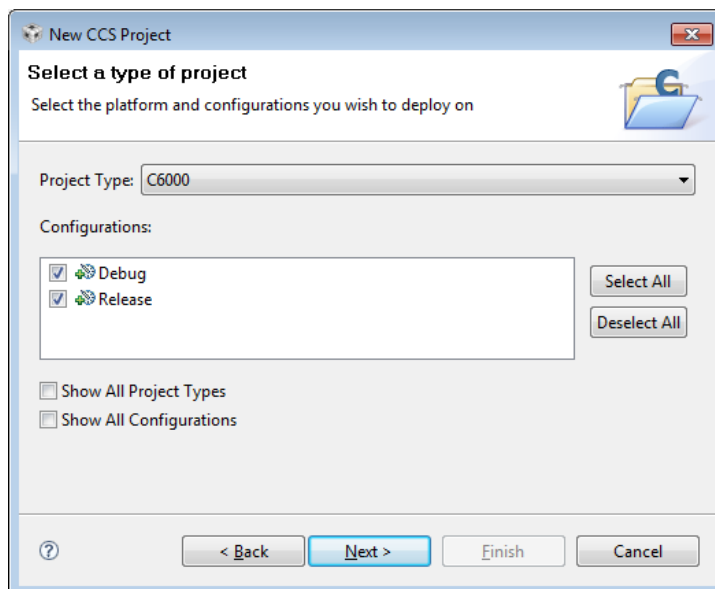 New CCS Project
Select a type of project
Select the platform and configurations you wish to deploy on
Project Type: C6000
Configurations:
Debug
Release
Select All
Deselect All
Show All Project Types
Show All Configurations
< Back Next > Finish Cancel